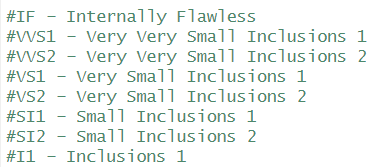 #IF – Internally Flawless
#VVS1 – Very Very Small Inclusions 1
#VVS2 – Very Very Small Inclusions 2
#VS1 – Very Small Inclusions 1
#VS2 – Very Small Inclusions 2
#SI1 – Small Inclusions 1
#SI2 – Small Inclusions 2
#I1 – Inclusions 1